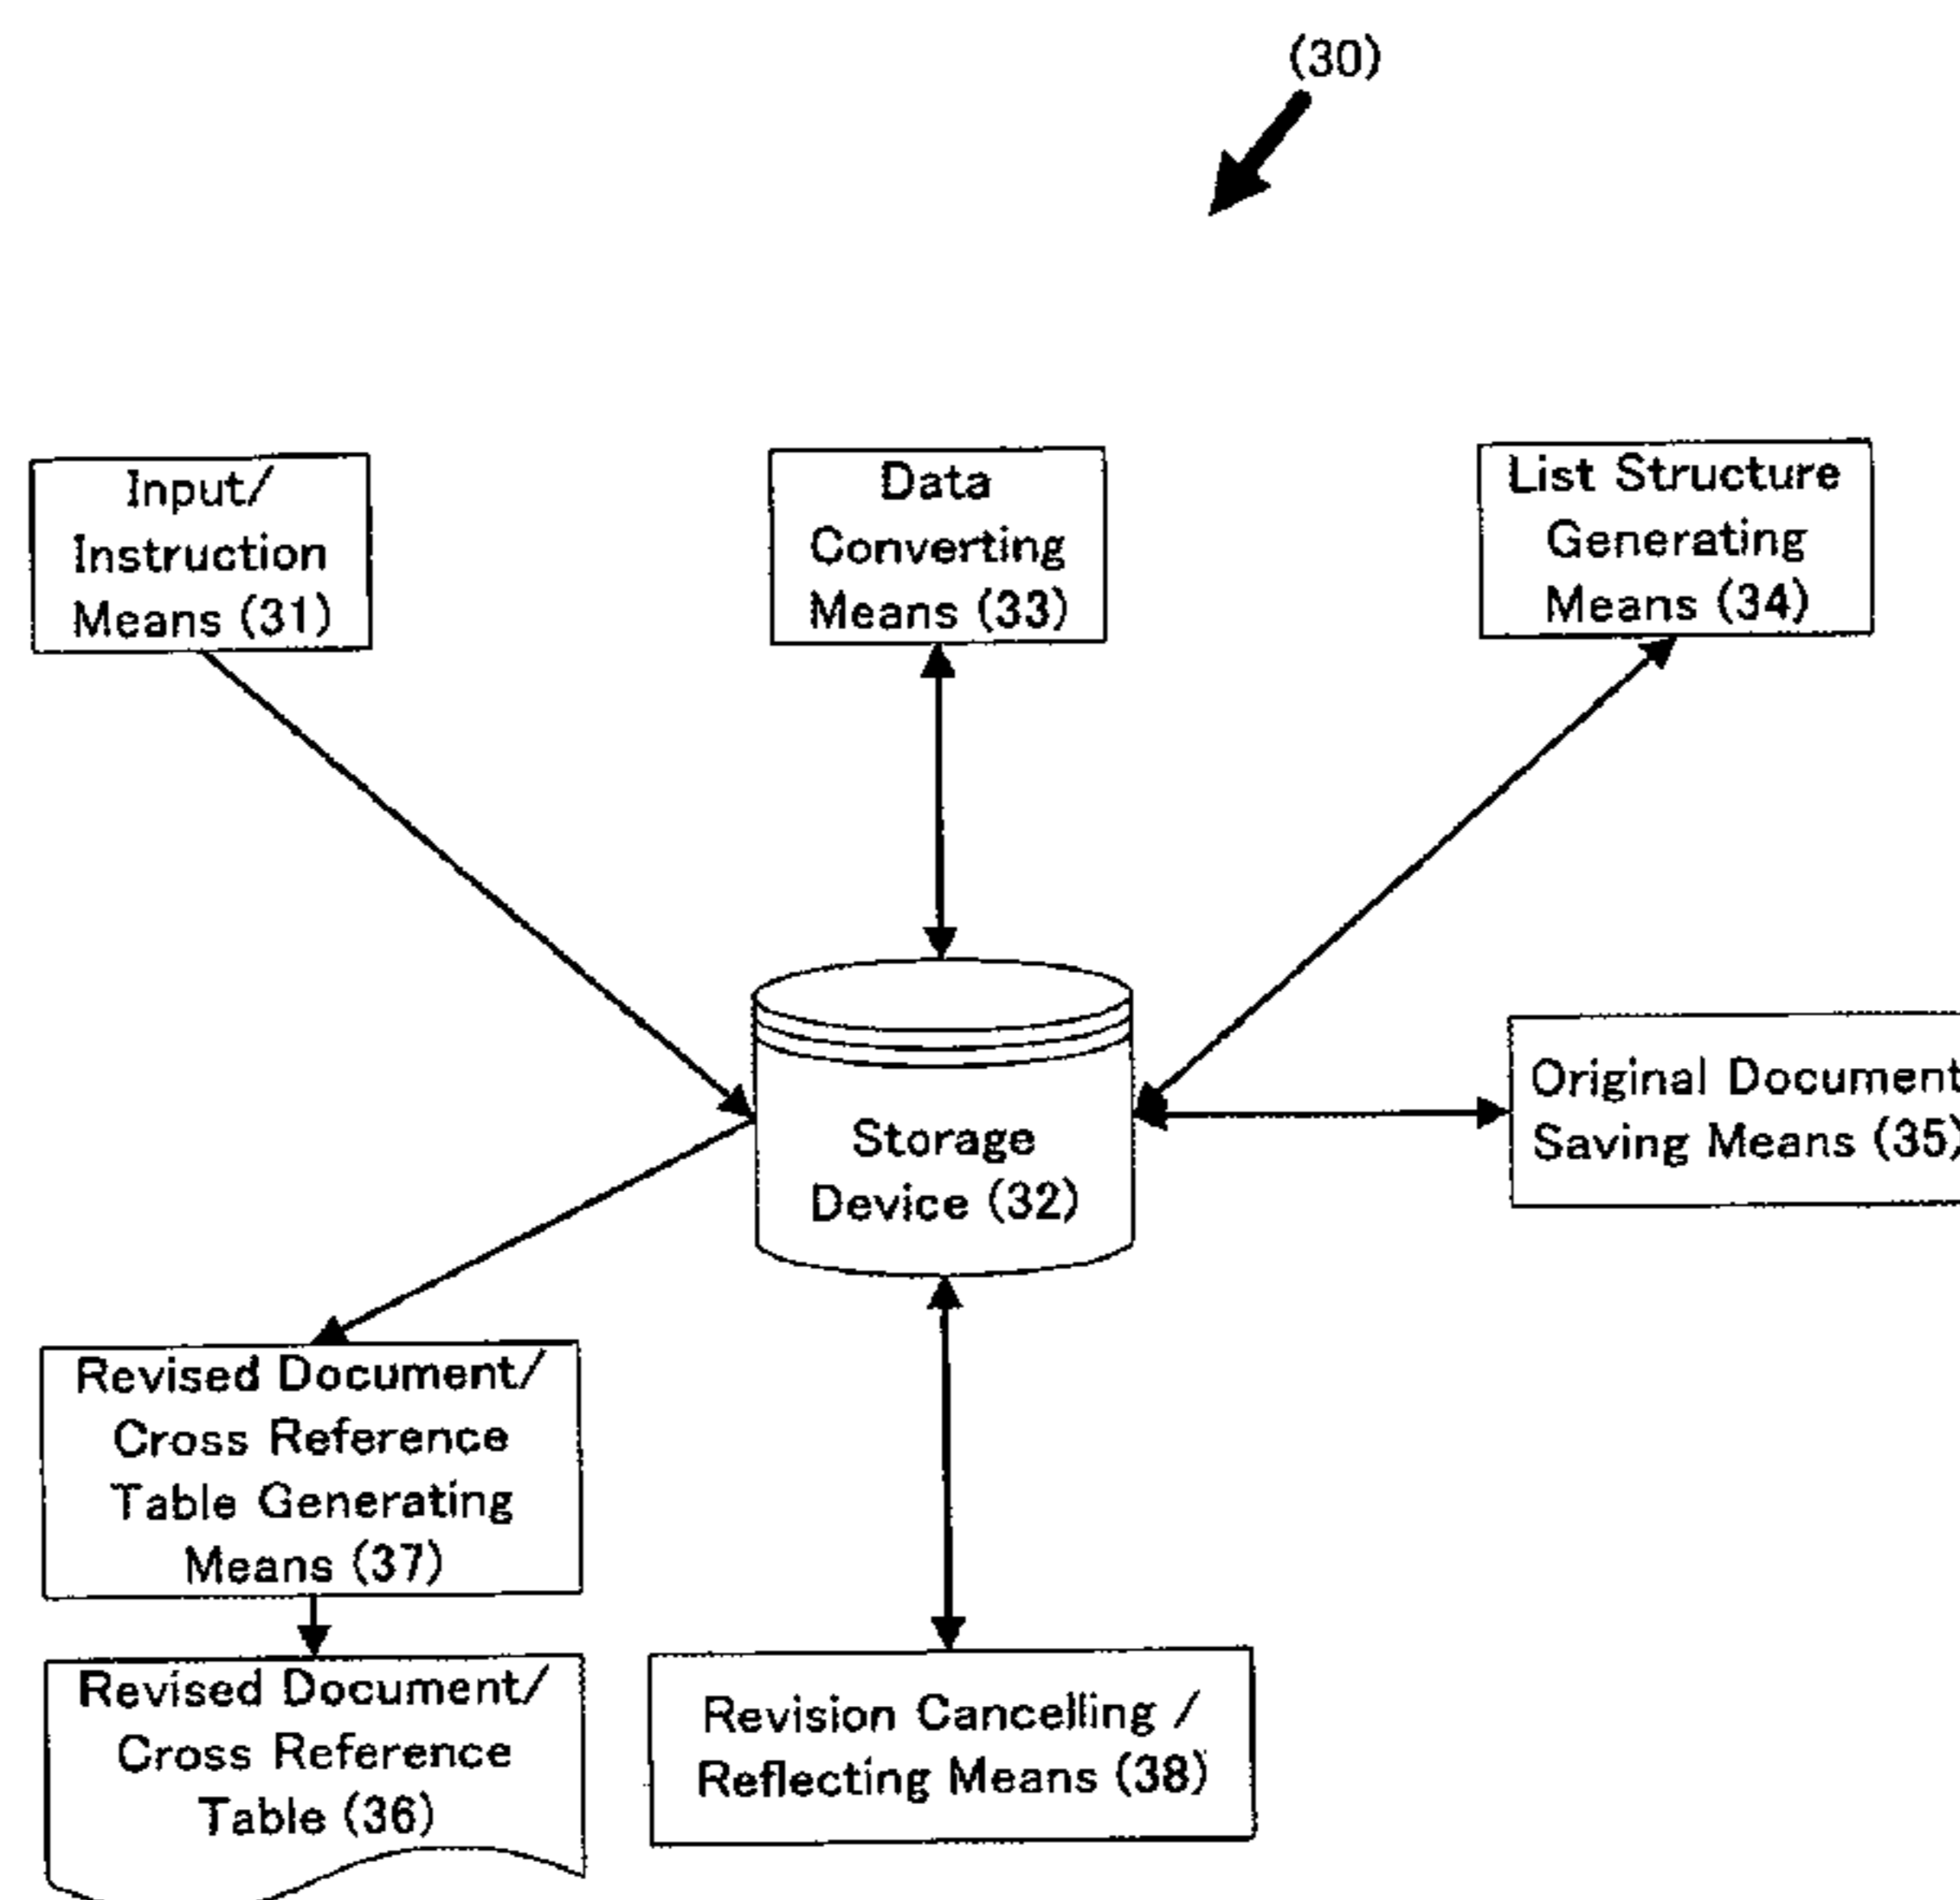 (30)
Input/
Instruction
Means (31)
Data
Converting
Means (33)
List Structure
Generating
Means (34)
Original Document
Saving Means (35)
Storage
Device (32)
Revised Document/
Cross Reference
Table Generating
Means (37)
Revised Document/
Cross Reference
Table (36)
Revision Cancelling /
Reflecting Means (38)